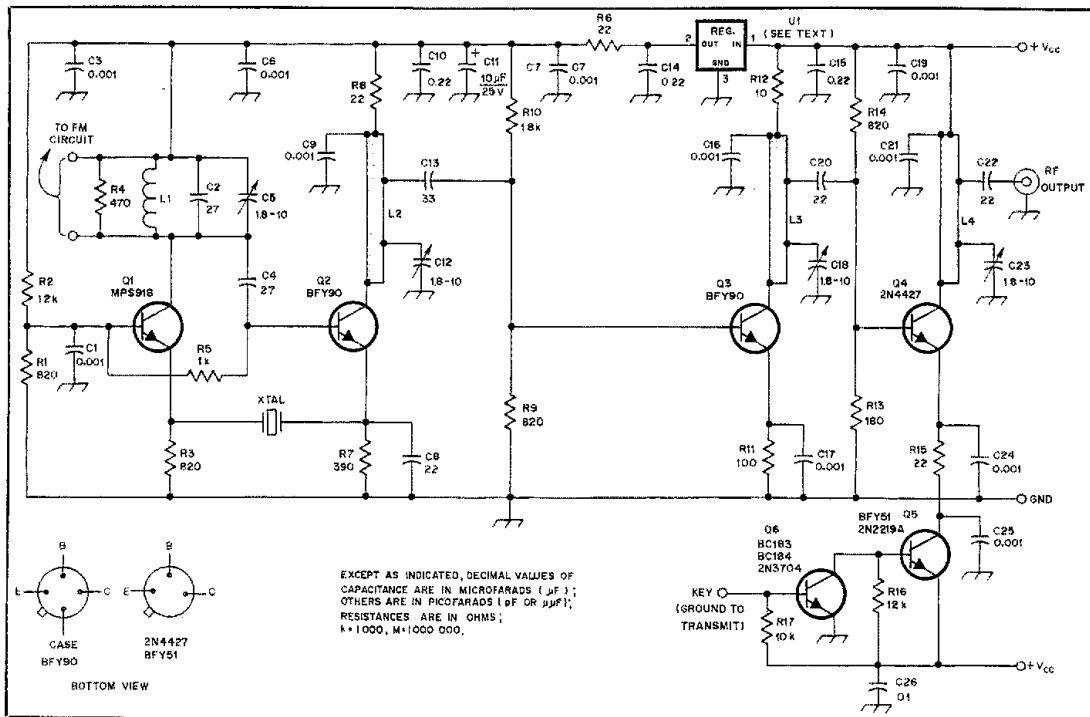 C3
0.001
C6
0.001
R8
22
C10
0.22
C11
10µF
25V
C7
C7
0.001
R6
22
C14
0.22
REG.
2 OUT IN 1
GND
3
U1
(SEE TEXT)
R12
10
C15
0.22
C19
0.001
+VCC
TO FM
CIRCUIT
R4
470
L1
C2
27
C5
1.8-10
C9
0.001
C13
33
L2
R10
18k
C16
0.001
C20
22
L3
R14
820
C21
0.001
C22
22
RF
OUTPUT
L4
R2
12k
Q1
MPS918
C4
27
Q2
BFY90
C12
1.8-10
Q3
BFY90
C18
1.8-10
Q4
2N4427
C23
1.8-10
R1
820
C1
0.001
R5
1k
XTAL
R3
820
R7
390
C8
22
R9
820
R11
100
C17
0.001
R13
180
R15
22
C24
0.001
GND
B
E
C
CASE
BFY90
B
E
C
2N4427
BFY51
BOTTOM VIEW
EXCEPT AS INDICATED, DECIMAL VALUES OF
CAPACITANCE ARE IN MICROFARADS (µF);
OTHERS ARE IN PICOFARADS (pF OR µµF);
RESISTANCES ARE IN OHMS;
k=1000, M=1000 000.
Q6
BC183
BC184
2N3704
BFY51
2N2219A
Q5
C25
0.001
KEY
(GROUND TO
TRANSMIT)
R17
10k
R16
12k
+VCC
C26